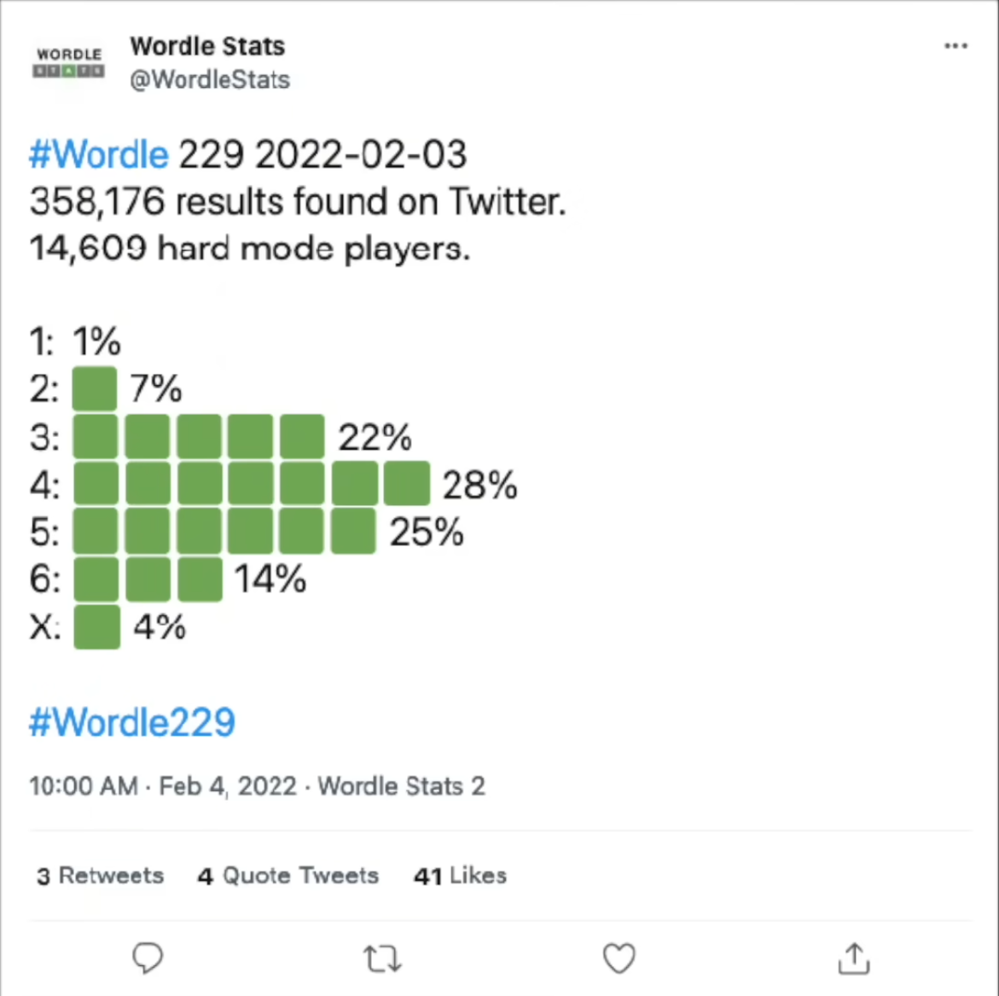 WORDLE
STATS
Wordle Stats
@WordleStats
#Wordle 229 2022-02-03
358,176 results found on Twitter.
14,609 hard mode players.
1: 1%
2: 7%
3: 22%
4: 28%
5: 25%
6: 14%
X: 4%
#Wordle229
10:00 AM · Feb 4, 2022 · Wordle Stats 2
3 Retweets 4 Quote Tweets 41 Likes